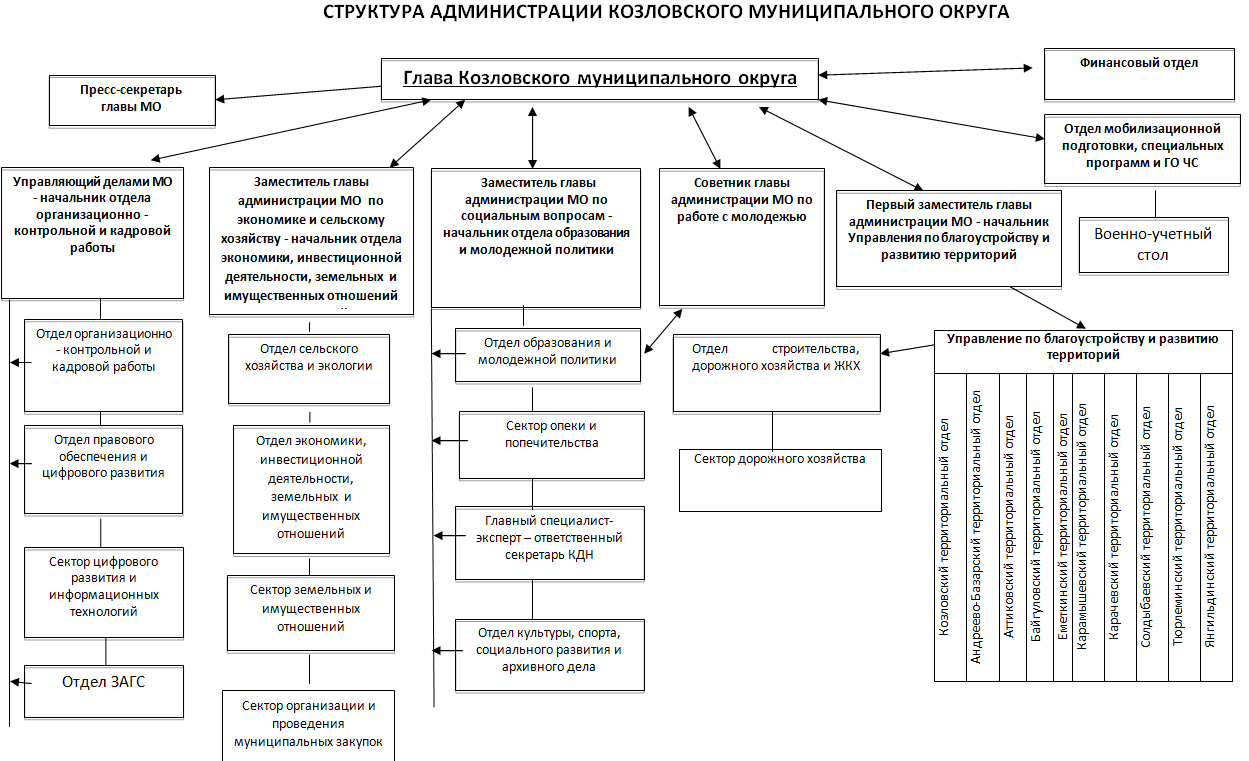 СТРУКТУРА АДМИНИСТРАЦИИ КОЗЛОВСКОГО МУНИЦИПАЛЬНОГО ОКРУГА
Глава Козловского муниципального округа
Пресс-секретарь
главы МО
Финансовый отдел
Отдел мобилизационной
подготовки, специальных
программ и ГО ЧС
Военно-учетный
стол
Управляющий делами МО
- начальник отдела
организационно -
контрольной и кадровой
работы
Заместитель главы
администрации МО по
экономике и сельскому
хозяйству - начальник отдела
экономики, инвестиционной
деятельности, земельных и
имущественных отношений
Заместитель главы
администрации МО по
социальным вопросам -
начальник отдела образования
и молодежной политики
Советник главы
администрации МО по
работе с молодежью
Первый заместитель главы
администрации МО - начальник
Управления по благоустройству и
развитию территорий
Отдел организационно
- контрольной и
кадровой работы
Отдел правового
обеспечения и
цифрового развития
Сектор цифрового
развития и
информационных
технологий
Отдел ЗАГС
Отдел сельского
хозяйства и экологии
Отдел экономики,
инвестиционной
деятельности,
земельных и
имущественных
отношений
Сектор земельных и
имущественных
отношений
Сектор организации и
проведения
муниципальных закупок
Отдел образования и
молодежной политики
Сектор опеки и
попечительства
Главный специалист-
эксперт – ответственный
секретарь КДН
Отдел культуры, спорта,
социального развития и
архивного дела
Отдел строительства,
дорожного хозяйства и ЖКХ
Сектор дорожного хозяйства
Управление по благоустройству и развитию
территорий
Козловский территориальный отдел
Андреево-Базарский территориальный отдел
Аттиковский территориальный отдел
Байгуловский территориальный отдел
Еметкинский территориальный отдел
Карамышевский территориальный отдел
Карачевский территориальный отдел
Солдыбаевский территориальный отдел
Тюрлеминский территориальный отдел
Янгильдинский территориальный отдел